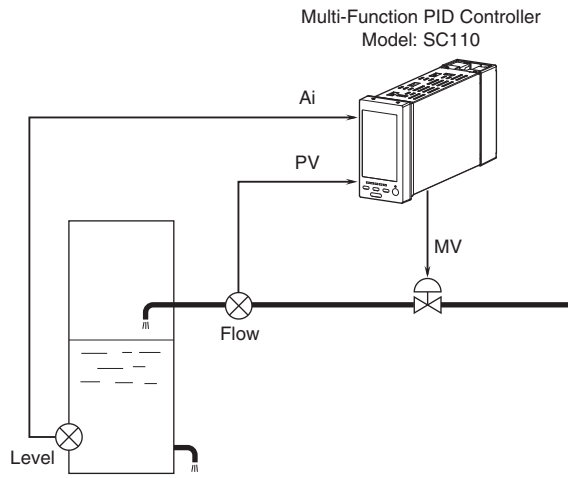 Multi-Function PID Controller
Model: SC110
Ai
PV
MV
Flow
Level